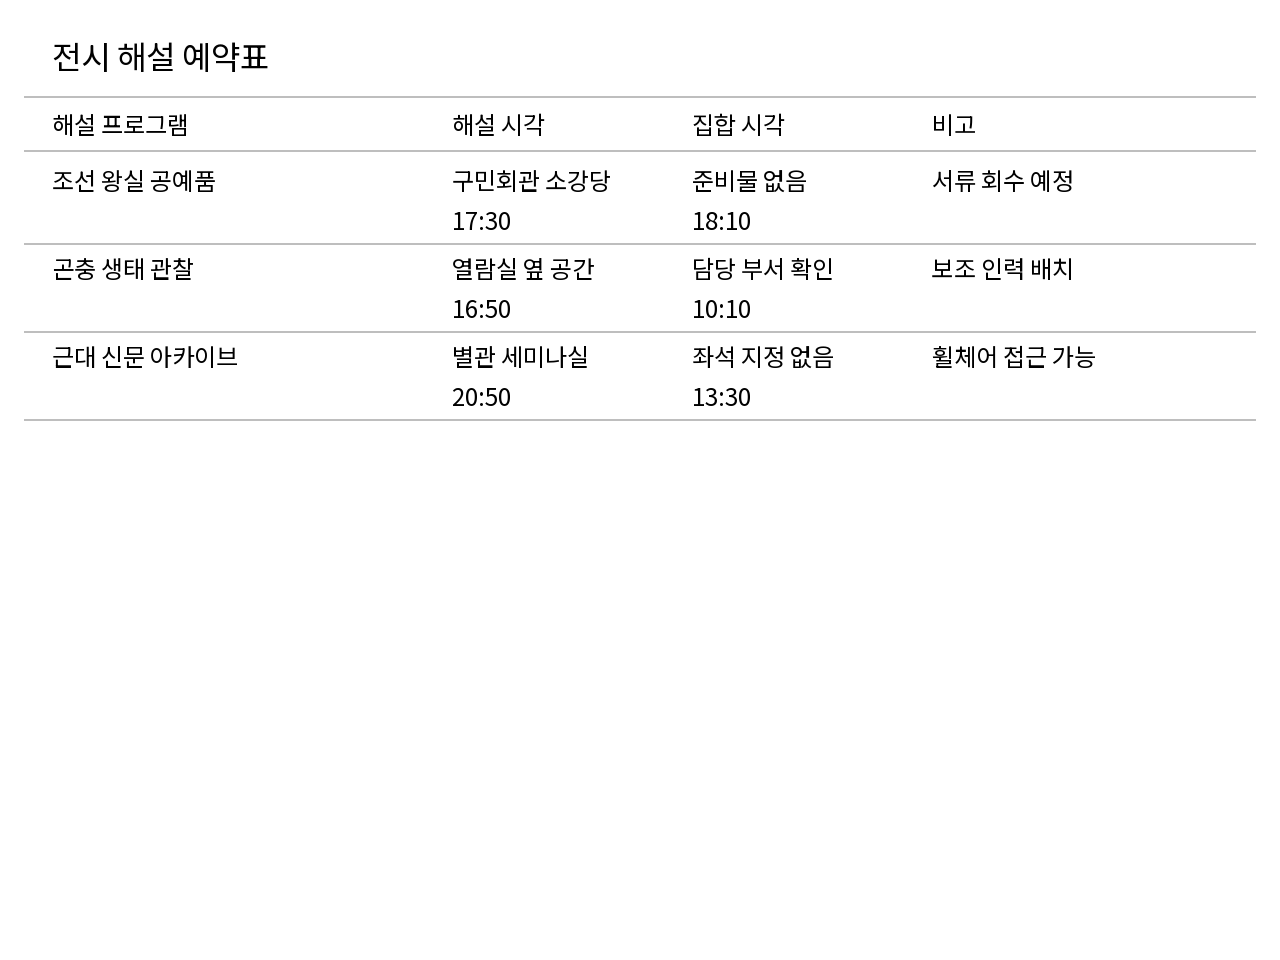 전시 해설 예약표
해설 프로그램 해설 시각 집합 시각 비고
조선 왕실 공예품 구민회관 소강당 준비물 없음 서류 회수 예정
17:30 18:10
곤충 생태 관찰 열람실 옆 공간 담당 부서 확인 보조 인력 배치
16:50 10:10
근대 신문 아카이브 별관 세미나실 좌석 지정 없음 휠체어 접근 가능
20:50 13:30